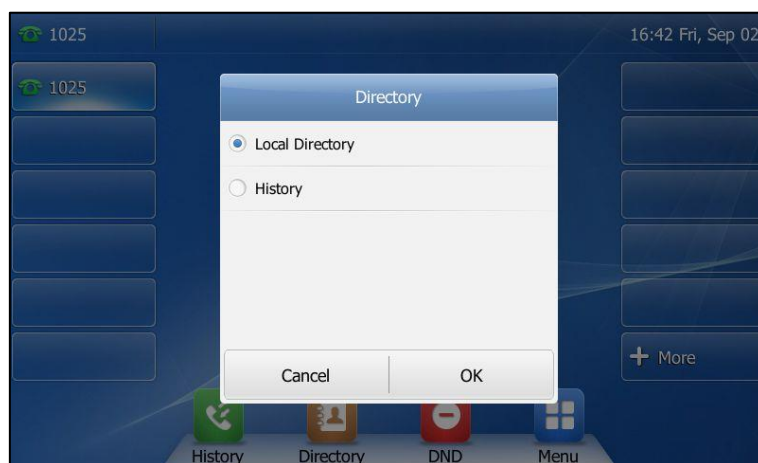 1025
16:42 Fri, Sep 02
1025
Directory
Local Directory
History
Cancel
OK
+ More
History
Directory
DND
Menu